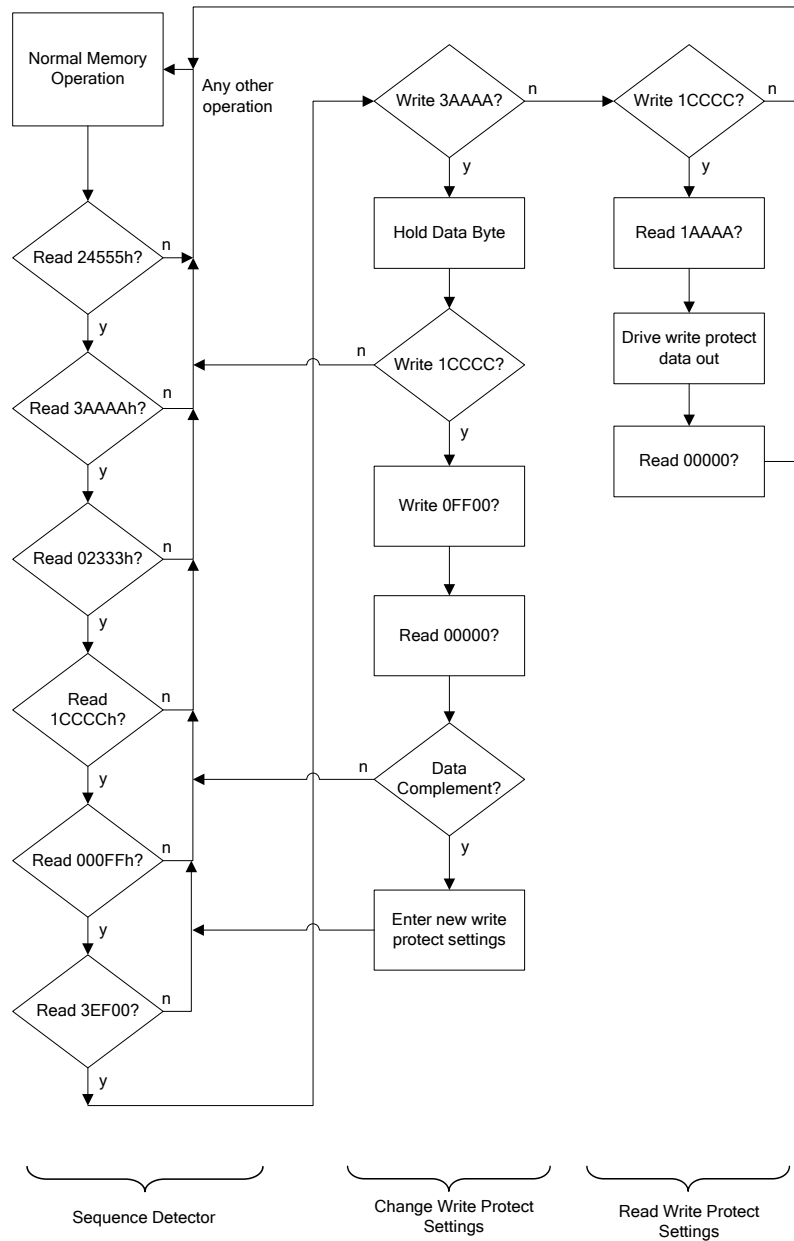 Normal Memory
Operation
Any other
operation
Read 24555h?
n
y
Read 3AAAAh?
n
y
Read 02333h?
n
y
Read
1CCCCh?
n
y
Read 000FFh?
n
y
Read 3EF00?
n
y
Sequence Detector
Write 3AAAA?
n
y
Hold Data Byte
Write 1CCCC?
n
y
Write 0FF00?
Read 00000?
Data
Complement?
n
y
Enter new write
protect settings
Change Write Protect
Settings
Write 1CCCC?
n
y
Read 1AAAA?
Drive write protect
data out
Read 00000?
Read Write Protect
Settings